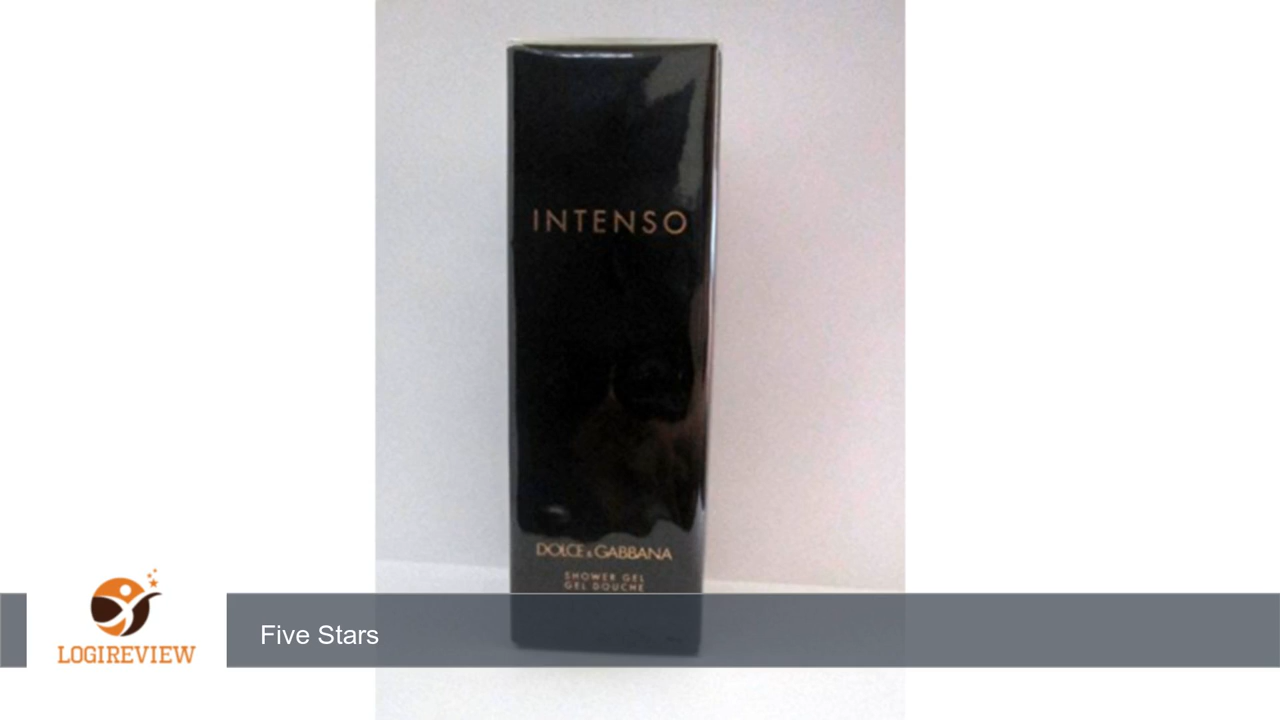 INTENSO
DOLCE & GABBANA
SHOWER GEL
GEL DOUCHE
Five Stars
LOGIREVIEW